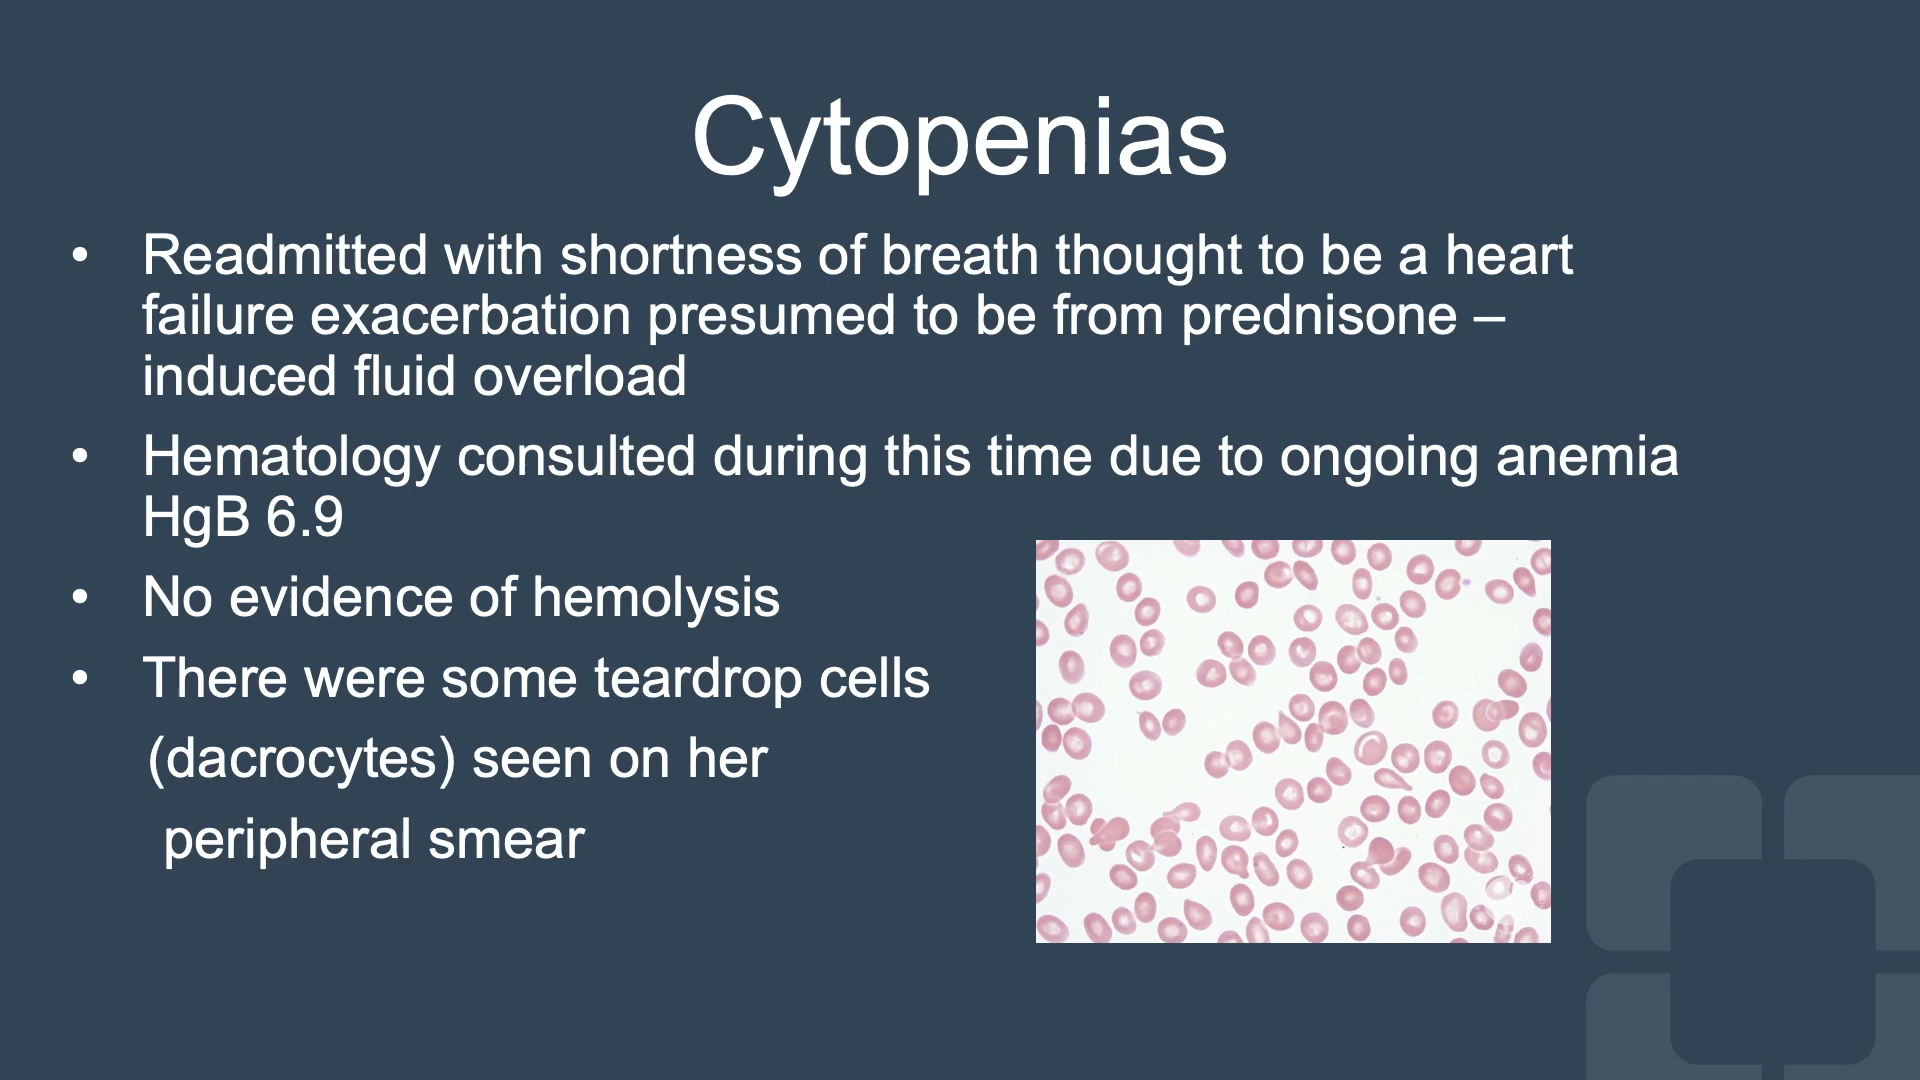 Cytopenias
• Readmitted with shortness of breath thought to be a heart
failure exacerbation presumed to be from prednisone –
induced fluid overload
• Hematology consulted during this time due to ongoing anemia
HgB 6.9
• No evidence of hemolysis
• There were some teardrop cells
(dacrocytes) seen on her
peripheral smear